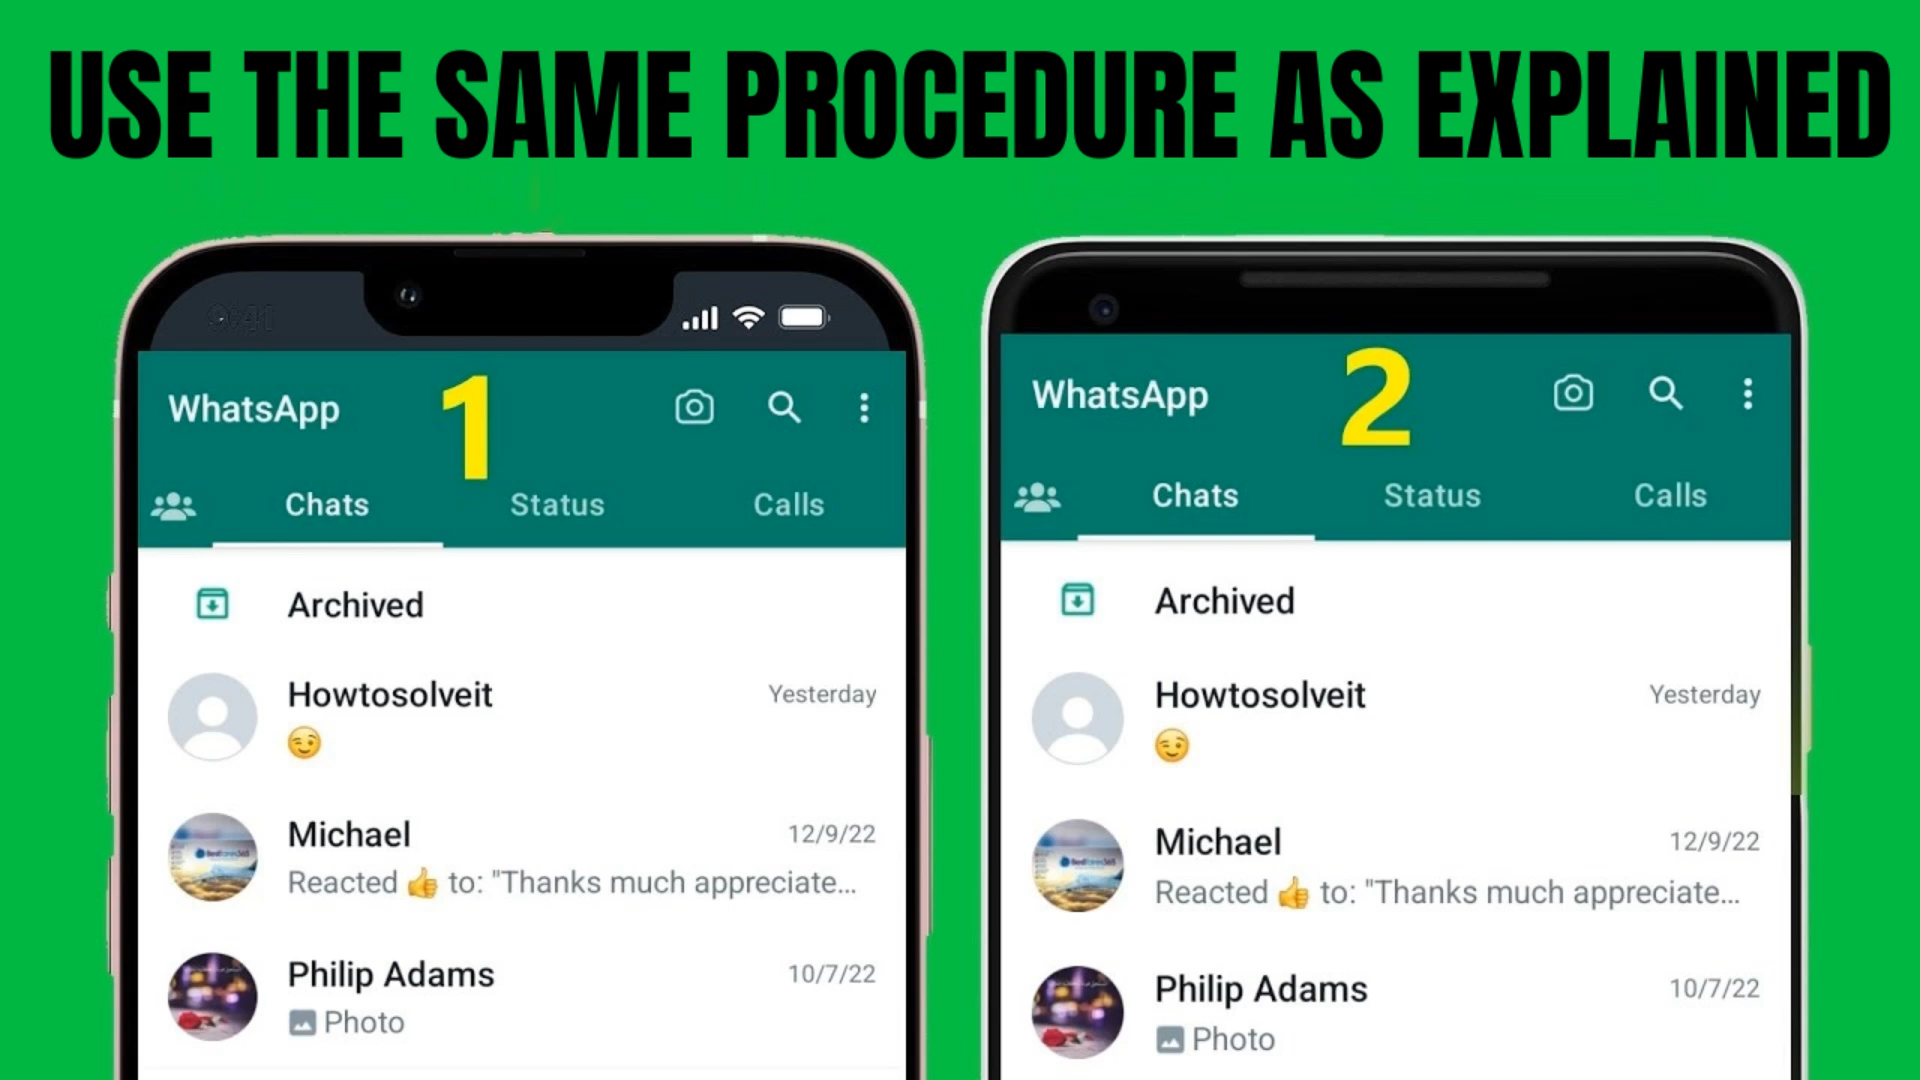 USE THE SAME PROCEDURE AS EXPLAINED
9:41
WhatsApp
1
Chats
Status
Calls
Archived
Howtosolveit
Yesterday
😉
Michael
12/9/22
Reacted 👍 to: "Thanks much appreciate...
Philip Adams
10/7/22
Photo
WhatsApp
2
Chats
Status
Calls
Archived
Howtosolveit
Yesterday
😉
Michael
12/9/22
Reacted 👍 to: "Thanks much appreciate...
Philip Adams
10/7/22
Photo